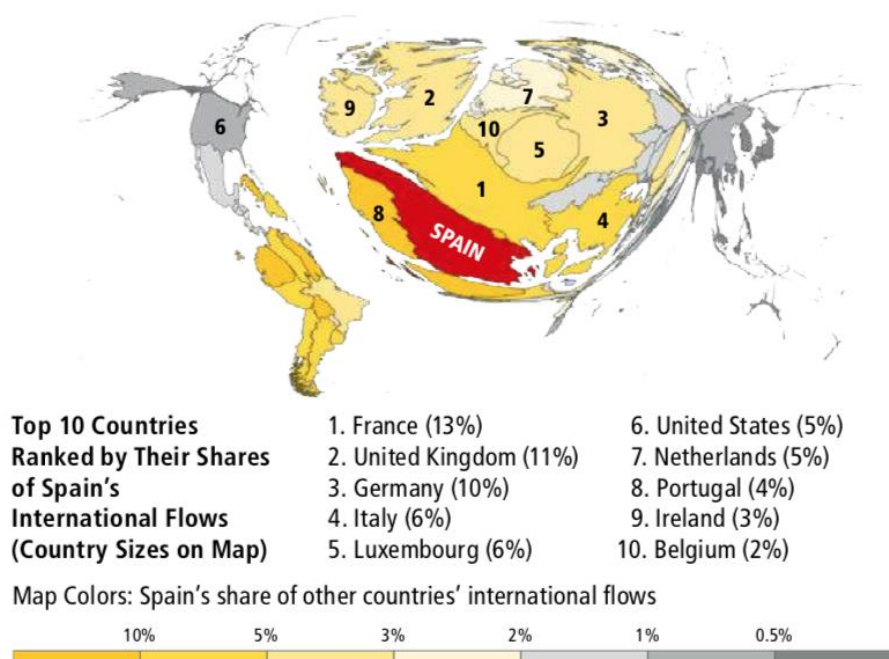 6
9
2
7
10
3
5
1
8
4
SPAIN
Top 10 Countries
Ranked by Their Shares
of Spain's
International Flows
(Country Sizes on Map)
1. France (13%)
2. United Kingdom (11%)
3. Germany (10%)
4. Italy (6%)
5. Luxembourg (6%)
6. United States (5%)
7. Netherlands (5%)
8. Portugal (4%)
9. Ireland (3%)
10. Belgium (2%)
Map Colors: Spain's share of other countries' international flows
10% 5% 3% 2% 1% 0.5%